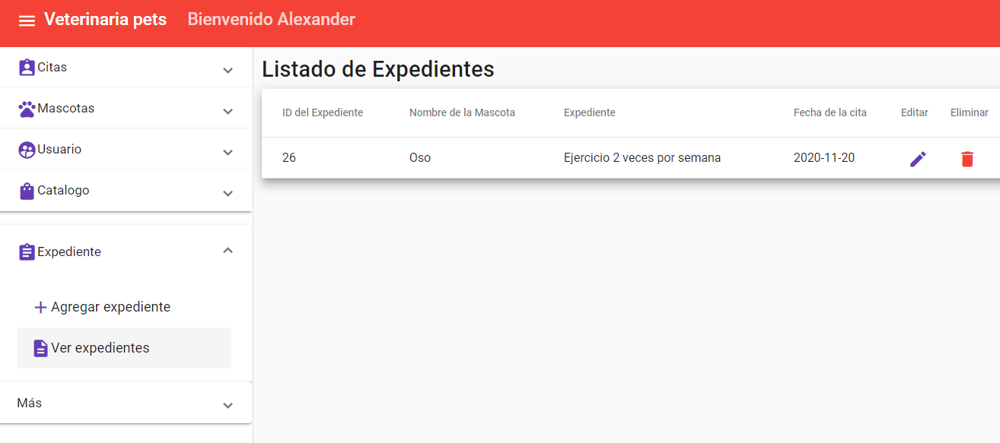 Veterinaria pets Bienvenido Alexander
Citas
Mascotas
Usuario
Catalogo
Expediente
Agregar expediente
Ver expedientes
Más
Listado de Expedientes
ID del Expediente Nombre de la Mascota Expediente Fecha de la cita Editar Eliminar
26 Oso Ejercicio 2 veces por semana 2020-11-20